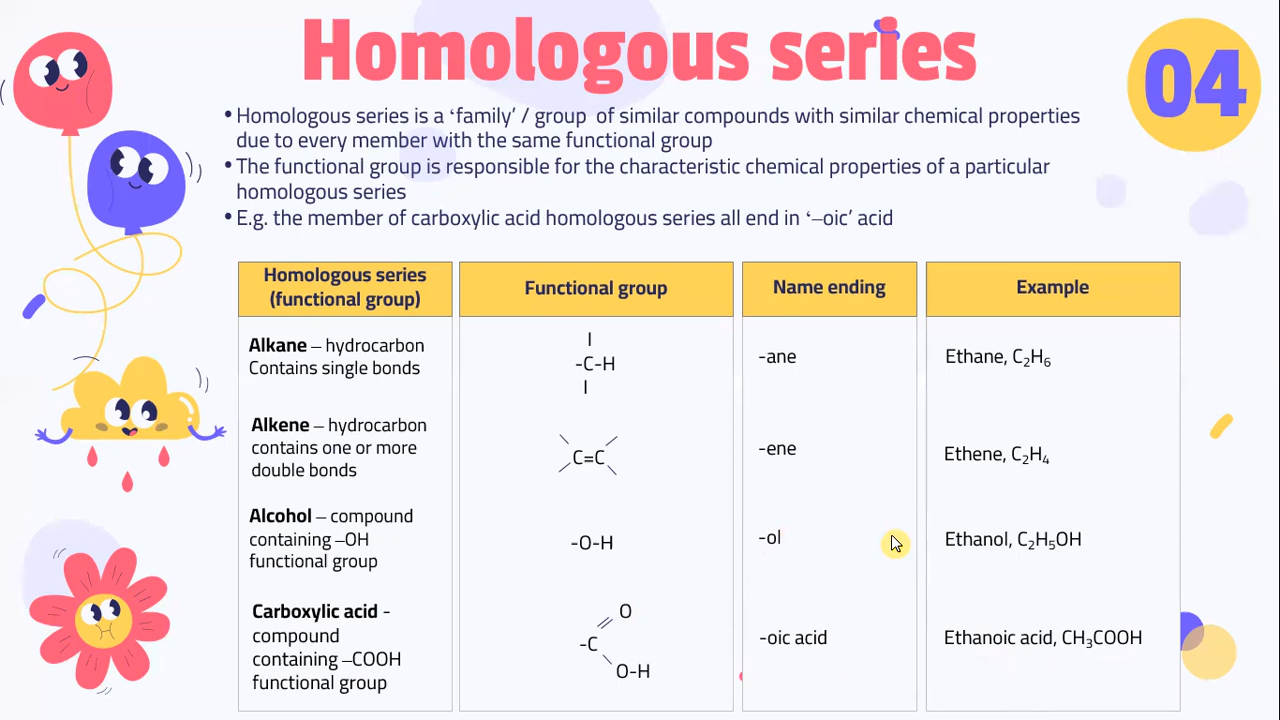 Homologous series
04
• Homologous series is a ‘family’ / group of similar compounds with similar chemical properties
due to every member with the same functional group
• The functional group is responsible for the characteristic chemical properties of a particular
homologous series
• E.g. the member of carboxylic acid homologous series all end in ‘–oic’ acid
Homologous series
(functional group)
Functional group
Name ending
Example
Alkane – hydrocarbon
Contains single bonds
-C-H
-ane
Ethane, C₂H₆
Alkene – hydrocarbon
contains one or more
double bonds
C=C
-ene
Ethene, C₂H₄
Alcohol – compound
containing –OH
functional group
-O-H
-ol
Ethanol, C₂H₅OH
Carboxylic acid -
compound
containing –COOH
functional group
O
-C
O-H
-oic acid
Ethanoic acid, CH₃COOH